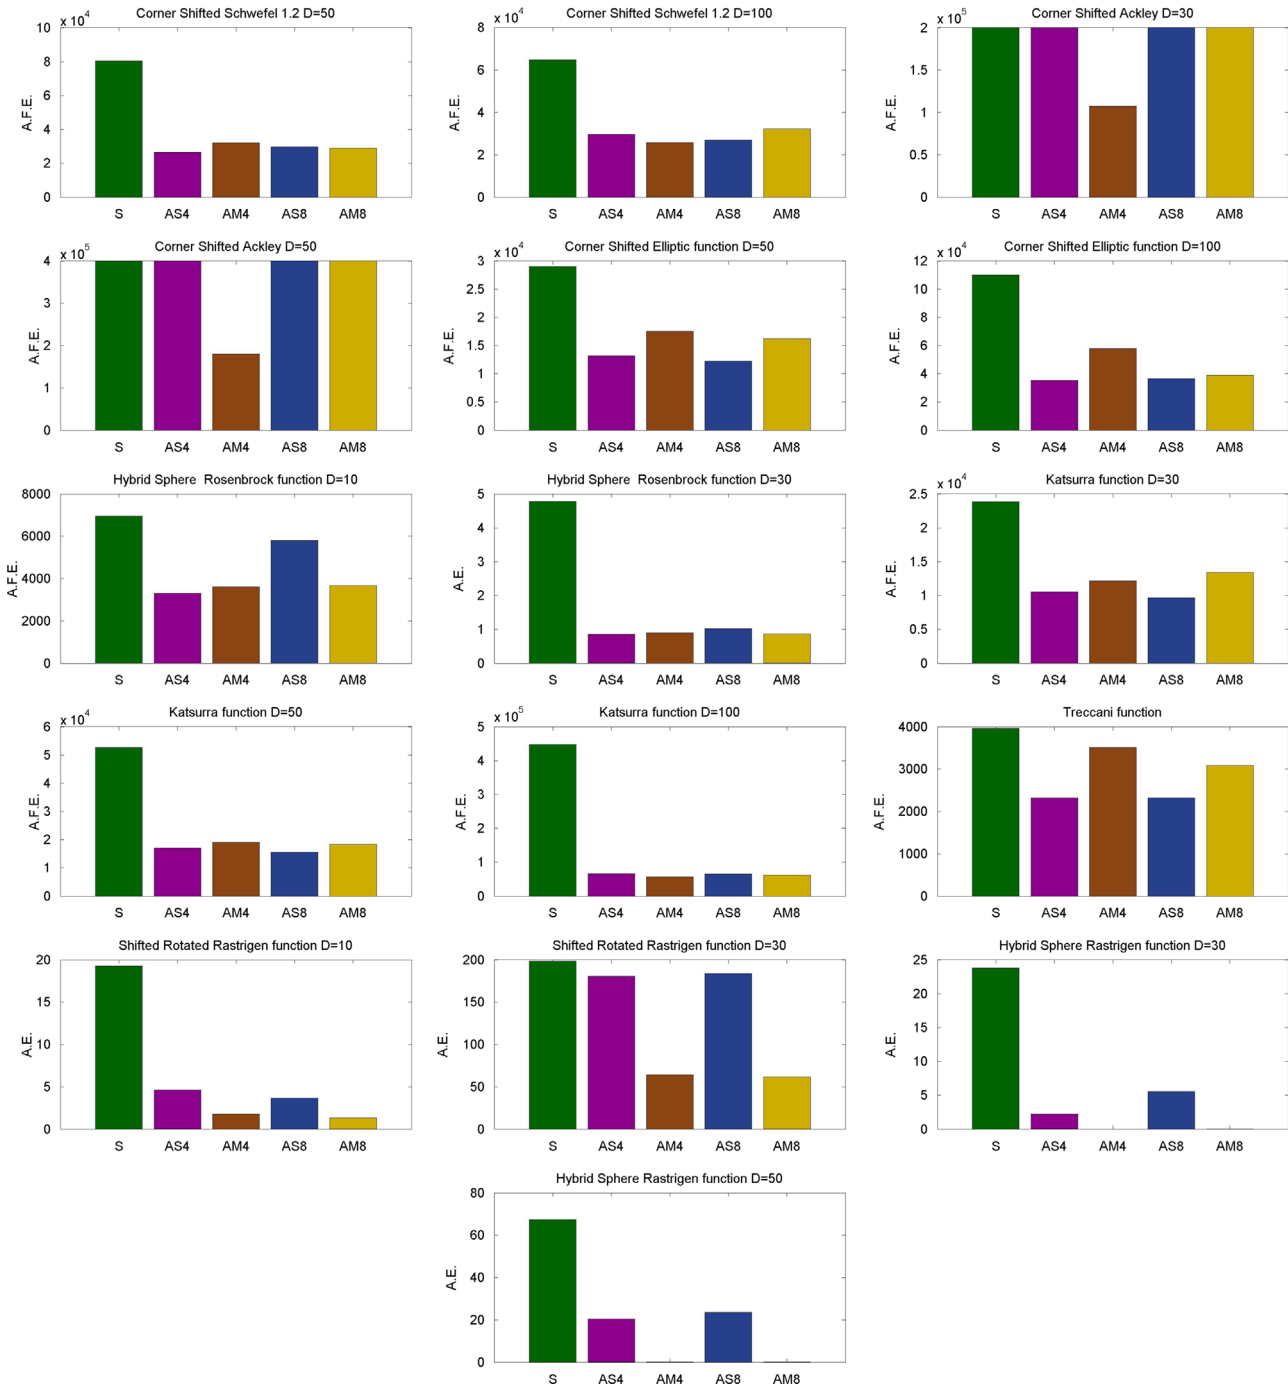 Corner Shifted Schwefel 1.2 D=50
x 10^4
10
8
6
4
2
0
A.F.E.
S AS4 AM4 AS8 AM8
Corner Shifted Schwefel 1.2 D=100
x 10^4
8
6
4
2
0
A.F.E.
S AS4 AM4 AS8 AM8
Corner Shifted Ackley D=30
x 10^5
2
1.5
1
0.5
0
A.F.E.
S AS4 AM4 AS8 AM8
Corner Shifted Ackley D=50
x 10^5
4
3
2
1
0
A.F.E.
S AS4 AM4 AS8 AM8
Corner Shifted Elliptic function D=50
x 10^4
3
2.5
2
1.5
1
0.5
0
A.F.E.
S AS4 AM4 AS8 AM8
Corner Shifted Elliptic function D=100
x 10^4
12
10
8
6
4
2
0
A.F.E.
S AS4 AM4 AS8 AM8
Hybrid Sphere Rosenbrock function D=10
8000
6000
4000
2000
0
A.F.E.
S AS4 AM4 AS8 AM8
Hybrid Sphere Rosenbrock function D=30
5
4
3
2
1
0
A.E.
S AS4 AM4 AS8 AM8
Katsurra function D=30
x 10^4
2.5
2
1.5
1
0.5
0
A.F.E.
S AS4 AM4 AS8 AM8
Katsurra function D=50
x 10^4
6
5
4
3
2
1
0
A.F.E.
S AS4 AM4 AS8 AM8
Katsurra function D=100
x 10^5
5
4
3
2
1
0
A.F.E.
S AS4 AM4 AS8 AM8
Treccani function
4000
3000
2000
1000
0
A.F.E.
S AS4 AM4 AS8 AM8
Shifted Rotated Rastrigen function D=10
20
15
10
5
0
A.E.
S AS4 AM4 AS8 AM8
Shifted Rotated Rastrigen function D=30
200
150
100
50
0
A.E.
S AS4 AM4 AS8 AM8
Hybrid Sphere Rastrigen function D=30
25
20
15
10
5
0
A.E.
S AS4 AM4 AS8 AM8
Hybrid Sphere Rastrigen function D=50
80
60
40
20
0
A.E.
S AS4 AM4 AS8 AM8